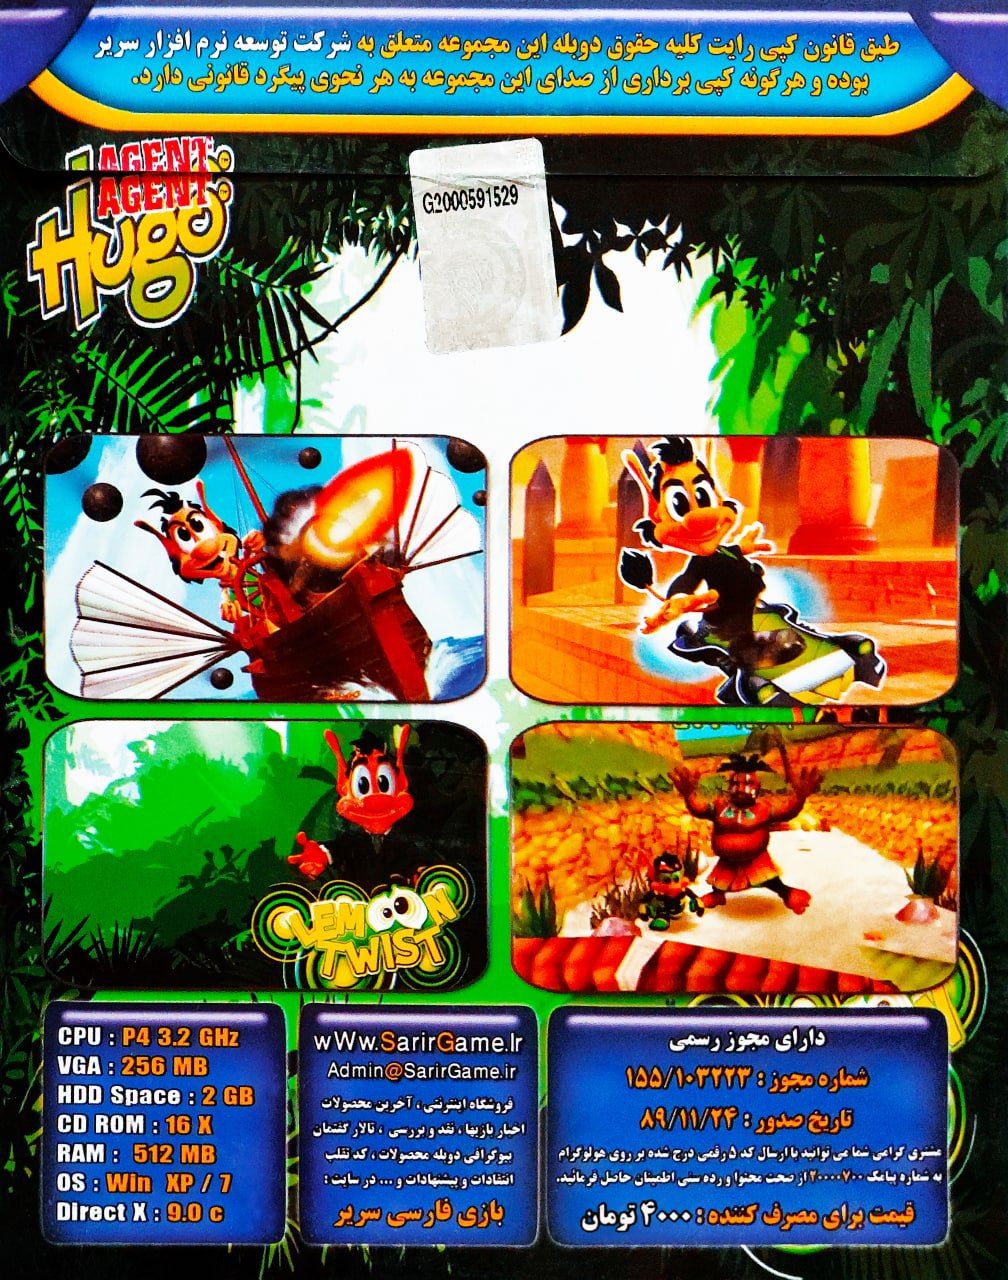 طبق قانون کپی رایت کلیه حقوق دوبله این مجموعه متعلق به شرکت توسعه نرم افزار سریر
بوده و هرگونه کپی برداری از صدای این مجموعه به هر نحوی پیگرد قانونی دارد.
AGENT
AGENT
Hugo
G2000591529
LEMOON
TWIST
CPU : P4 3.2 GHz
VGA : 256 MB
HDD Space : 2 GB
CD ROM : 16 X
RAM : 512 MB
OS : Win XP / 7
Direct X : 9.0 c
wWw.SarirGame.Ir
Admin@SarirGame.ir
فروشگاه اینترنتی ، آخرین محصولات
اخبار بازیها ، نقد و بررسی ، تالار گفتمان
بیوگرافی دوبله محصولات ، کد تقلب
انتقادات و پیشنهادات و ... در سایت :
بازی فارسی سریر
دارای مجوز رسمی
شماره مجوز : ۱۵۵/۱۰۳۲۲۳
تاریخ صدور : ۸۹/۱۱/۲۴
مشتری گرامی شما می توانید با ارسال کد ۵ رقمی درج شده بر روی هولوگرام
به شماره پیامک ۲۰۰۰۰۷۰۰ از صحت محتوا و رده سنی اطمینان حاصل فرمائید.
قیمت برای مصرف کننده : ۴۰۰۰ تومان